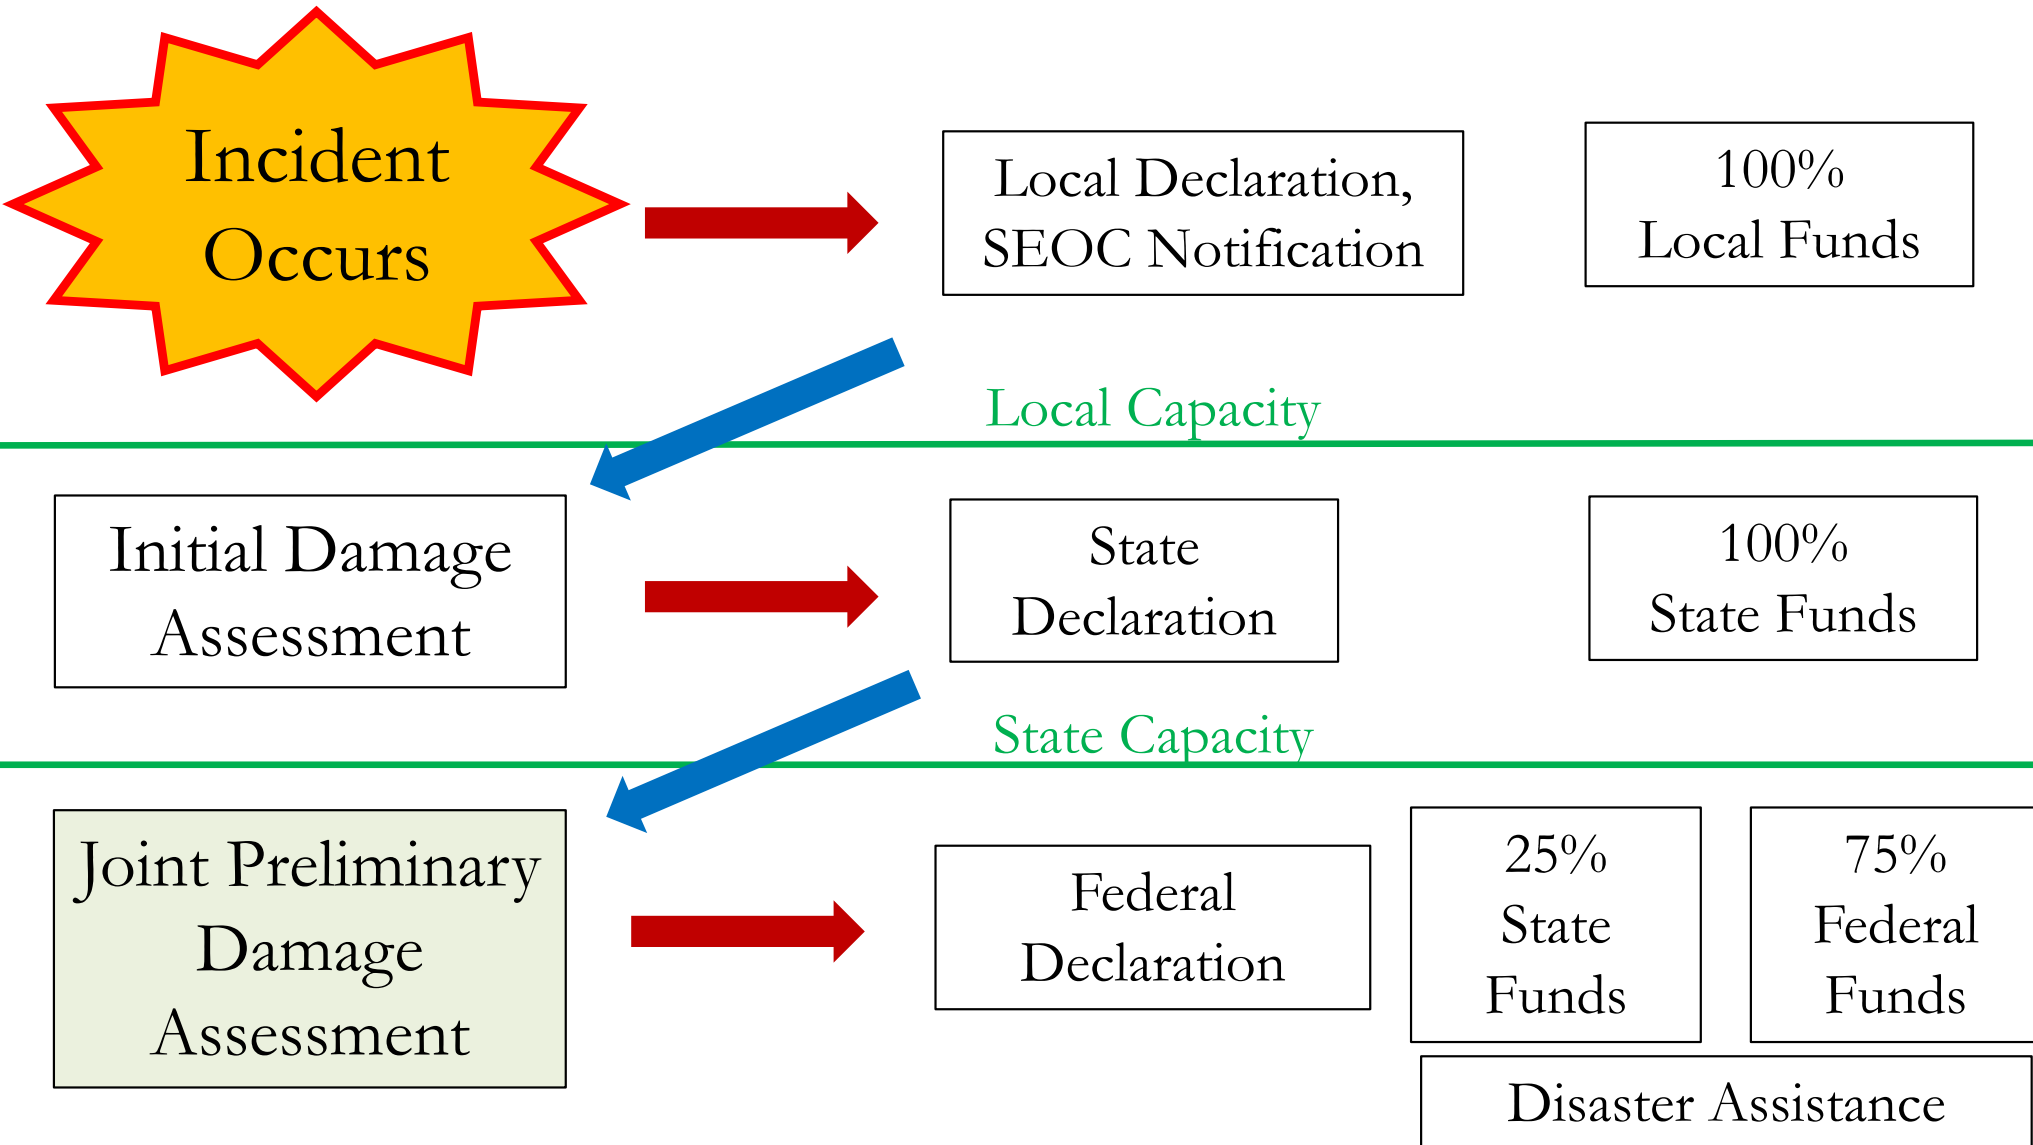 Incident
Occurs
Local Declaration,
SEOC Notification
100%
Local Funds
Local Capacity
Initial Damage
Assessment
State
Declaration
100%
State Funds
State Capacity
Joint Preliminary
Damage
Assessment
Federal
Declaration
25%
State
Funds
75%
Federal
Funds
Disaster Assistance